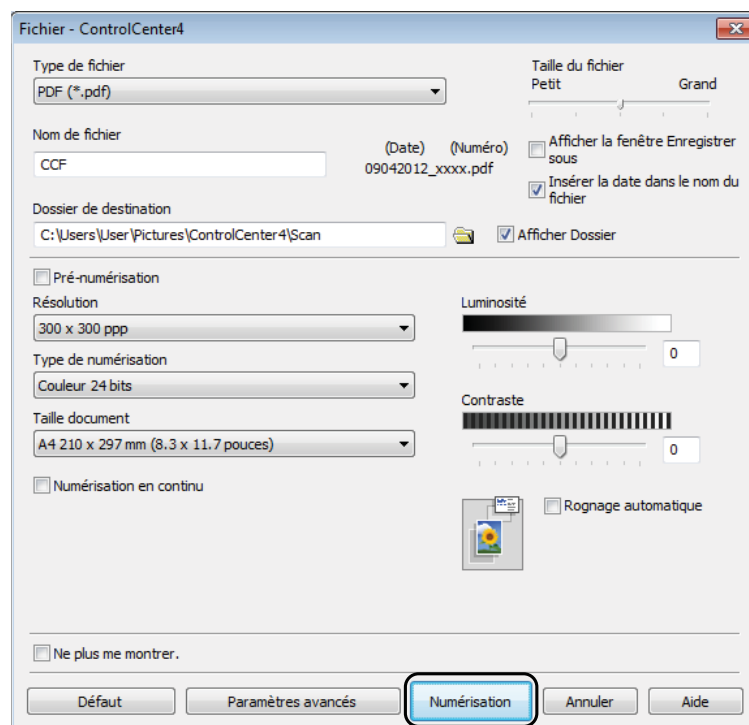 Fichier - ControlCenter4
Type de fichier
PDF (*.pdf)
Taille du fichier
Petit Grand
Nom de fichier
CCF
(Date) (Numéro)
09042012_xxxx.pdf
Afficher la fenêtre Enregistrer
sous
Insérer la date dans le nom du
fichier
Dossier de destination
C:\Users\User\Pictures\ControlCenter4\Scan
Afficher Dossier
Pré-numérisation
Résolution
300 x 300 ppp
Type de numérisation
Couleur 24 bits
Taille document
A4 210 x 297 mm (8.3 x 11.7 pouces)
Numérisation en continu
Luminosité
0
Contraste
0
Rognage automatique
Ne plus me montrer.
Défaut Paramètres avancés Numérisation Annuler Aide